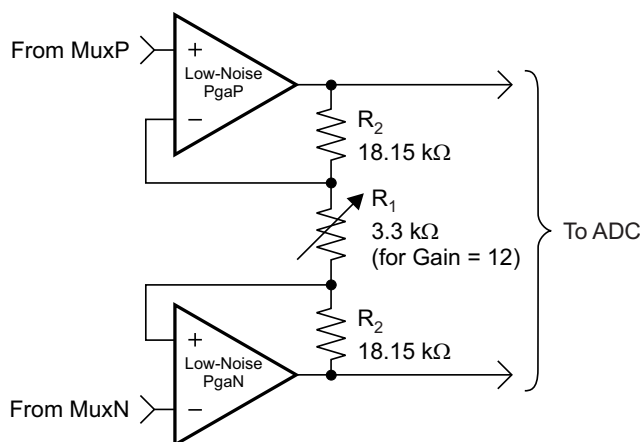 From MuxP
+
Low-Noise
PgaP
−
R2
18.15 kΩ
R1
3.3 kΩ
(for Gain = 12)
To ADC
R2
18.15 kΩ
+
Low-Noise
PgaN
−
From MuxN